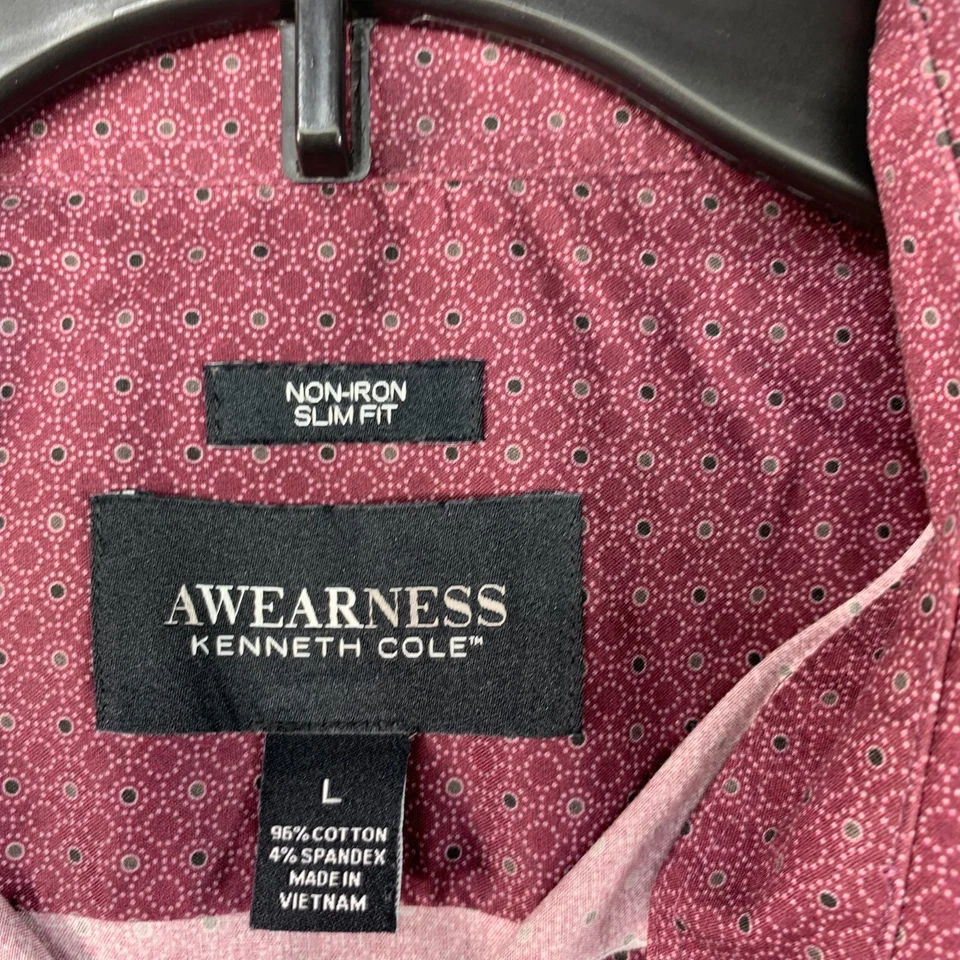 NON-IRON
SLIM FIT
AWEARNESS
KENNETH COLE™
L
96% COTTON
4% SPANDEX
MADE IN
VIETNAM